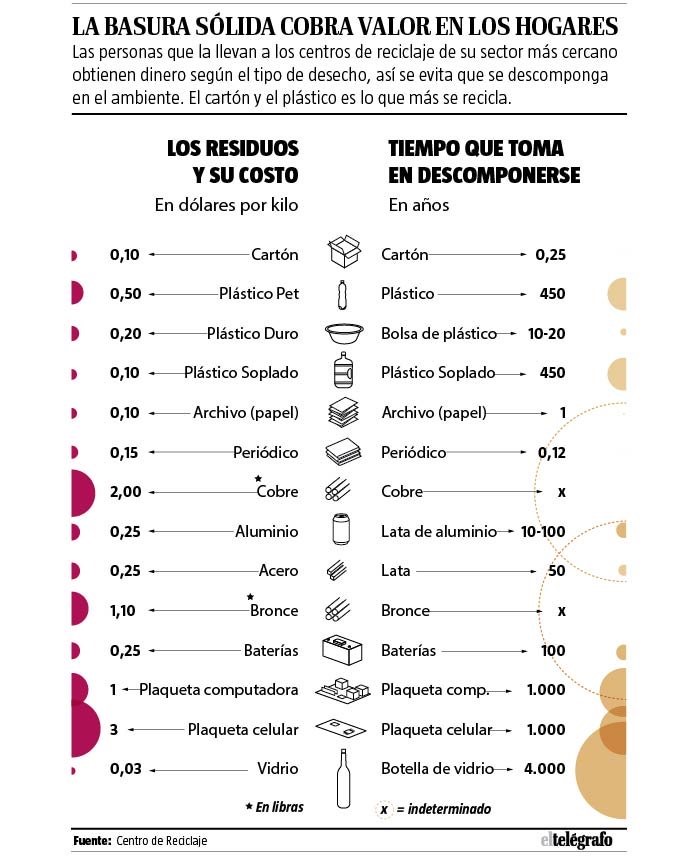 LA BASURA SÓLIDA COBRA VALOR EN LOS HOGARES
Las personas que la llevan a los centros de reciclaje de su sector más cercano
obtienen dinero según el tipo de desecho, así se evita que se descomponga
en el ambiente. El cartón y el plástico es lo que más se recicla.
LOS RESIDUOS
Y SU COSTO
En dólares por kilo
TIEMPO QUE TOMA
EN DESCOMPONERSE
En años
0,10 Cartón Cartón 0,25
0,50 Plástico Pet Plástico 450
0,20 Plástico Duro Bolsa de plástico 10-20
0,10 Plástico Soplado Plástico Soplado 450
0,10 Archivo (papel) Archivo (papel) 1
0,15 Periódico Periódico 0,12
2,00 ★ Cobre Cobre x
0,25 Aluminio Lata de aluminio 10-100
0,25 Acero Lata 50
1,10 ★ Bronce Bronce x
0,25 Baterías Baterías 100
1 Plaqueta computadora Plaqueta comp. 1.000
3 Plaqueta celular Plaqueta celular 1.000
0,03 Vidrio Botella de vidrio 4.000
★ En libras
x = indeterminado
Fuente: Centro de Reciclaje
eltelégrafo